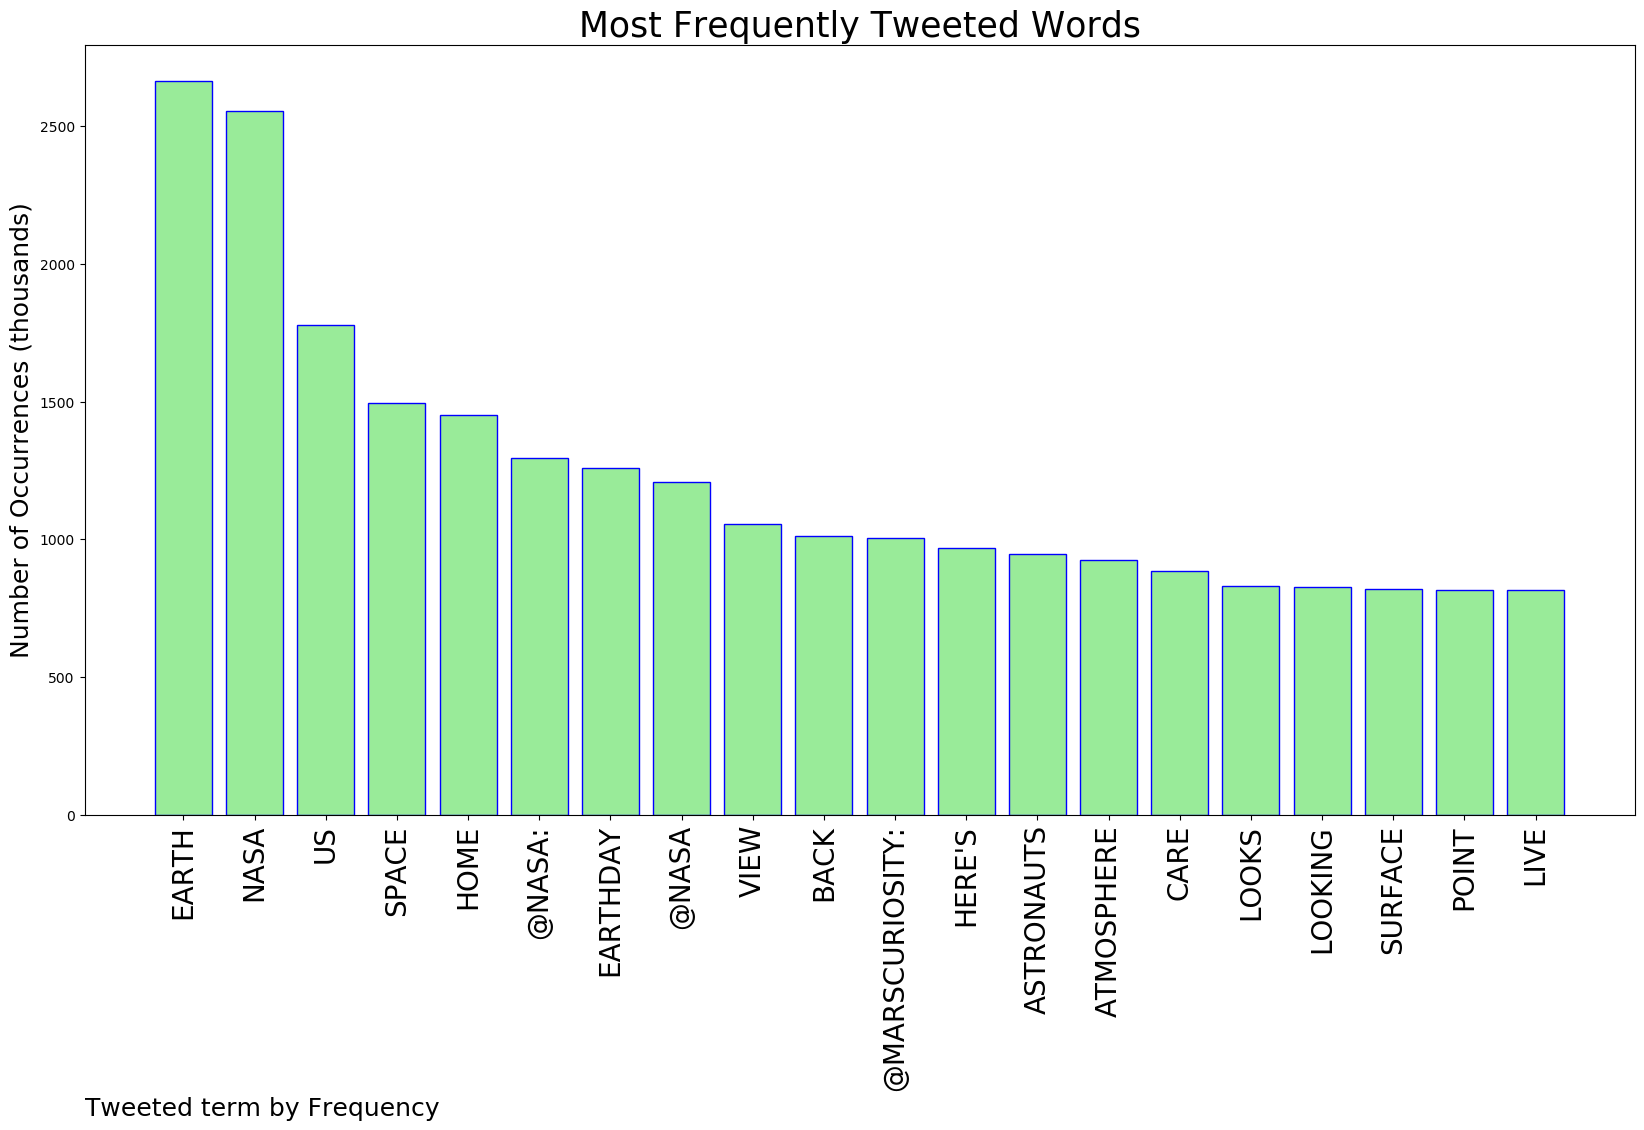 Most Frequently Tweeted Words
Number of Occurrences (thousands)
2500
2000
1500
1000
500
0
EARTH
NASA
US
SPACE
HOME
@NASA:
EARTHDAY
@NASA
VIEW
BACK
@MARSCURIOSITY:
HERE'S
ASTRONAUTS
ATMOSPHERE
CARE
LOOKS
LOOKING
SURFACE
POINT
LIVE
Tweeted term by Frequency